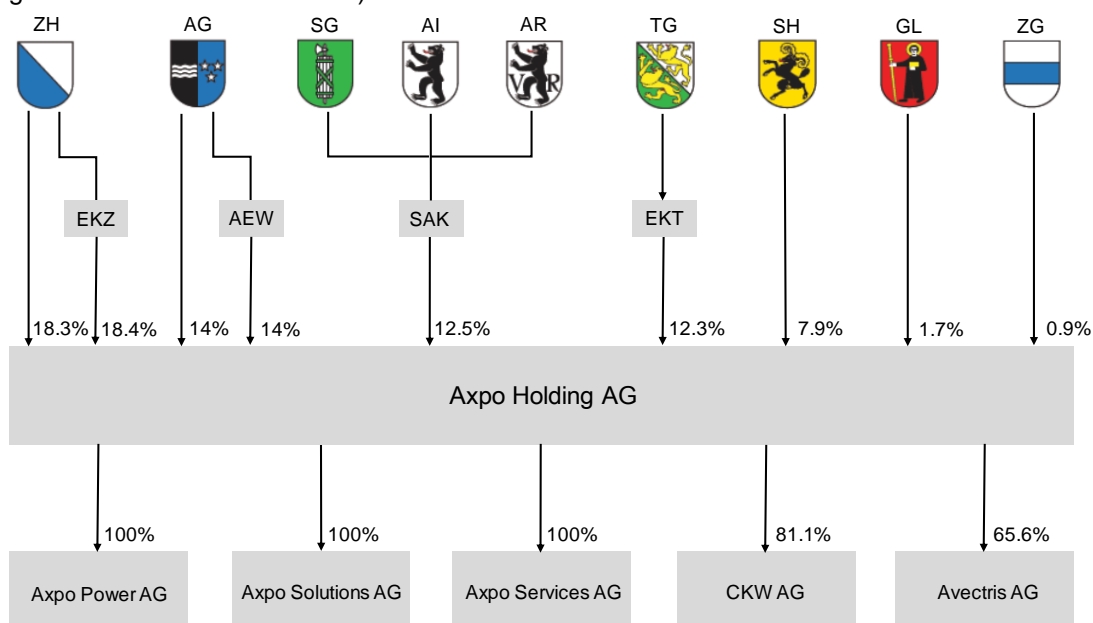 ZH AG SG AI AR TG SH GL ZG
V R
EKZ AEW SAK EKT
18.3% 18.4% 14% 14% 12.5% 12.3% 7.9% 1.7% 0.9%
Axpo Holding AG
100% 100% 100% 81.1% 65.6%
Axpo Power AG Axpo Solutions AG Axpo Services AG CKW AG Avectris AG